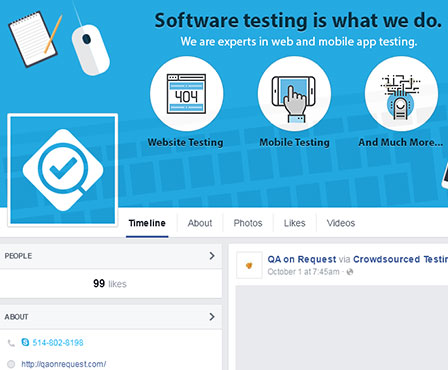 Software testing is what we do.
We are experts in web and mobile app testing.
404
Website Testing
Mobile Testing
And Much More...
Timeline
About
Photos
Likes
Videos
PEOPLE
99 likes
ABOUT
514-802-8198
http://qaonrequest.com/
QA on Request via Crowdsourced Testin
October 1 at 7:45am ·